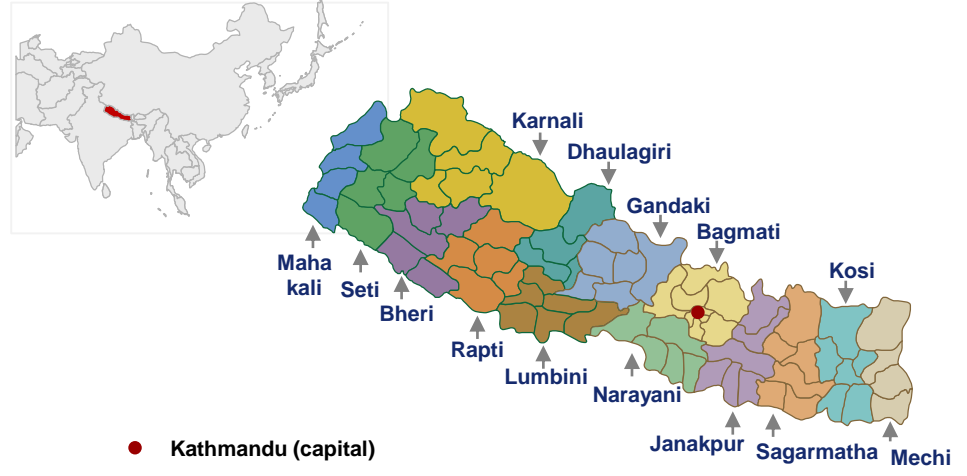 Karnali
Dhaulagiri
Gandaki
Bagmati
Kosi
Maha
kali
Seti
Bheri
Rapti
Lumbini
Narayani
Janakpur
Sagarmatha
Mechi
Kathmandu (capital)